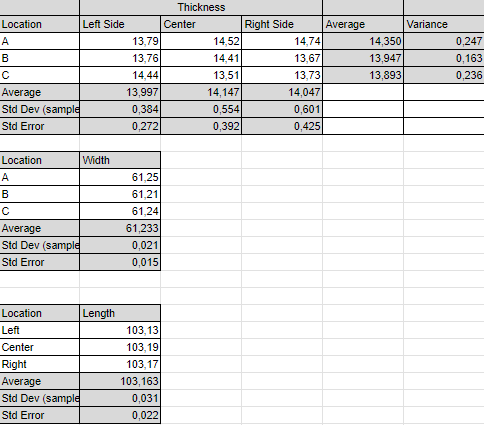 Thickness
Location Left Side Center Right Side Average Variance
A 13,79 14,52 14,74 14,350 0,247
B 13,76 14,41 13,67 13,947 0,163
C 14,44 13,51 13,73 13,893 0,236
Average 13,997 14,147 14,047
Std Dev (sample 0,384 0,554 0,601
Std Error 0,272 0,392 0,425
Location Width
A 61,25
B 61,21
C 61,24
Average 61,233
Std Dev (sample 0,021
Std Error 0,015
Location Length
Left 103,13
Center 103,19
Right 103,17
Average 103,163
Std Dev (sample 0,031
Std Error 0,022